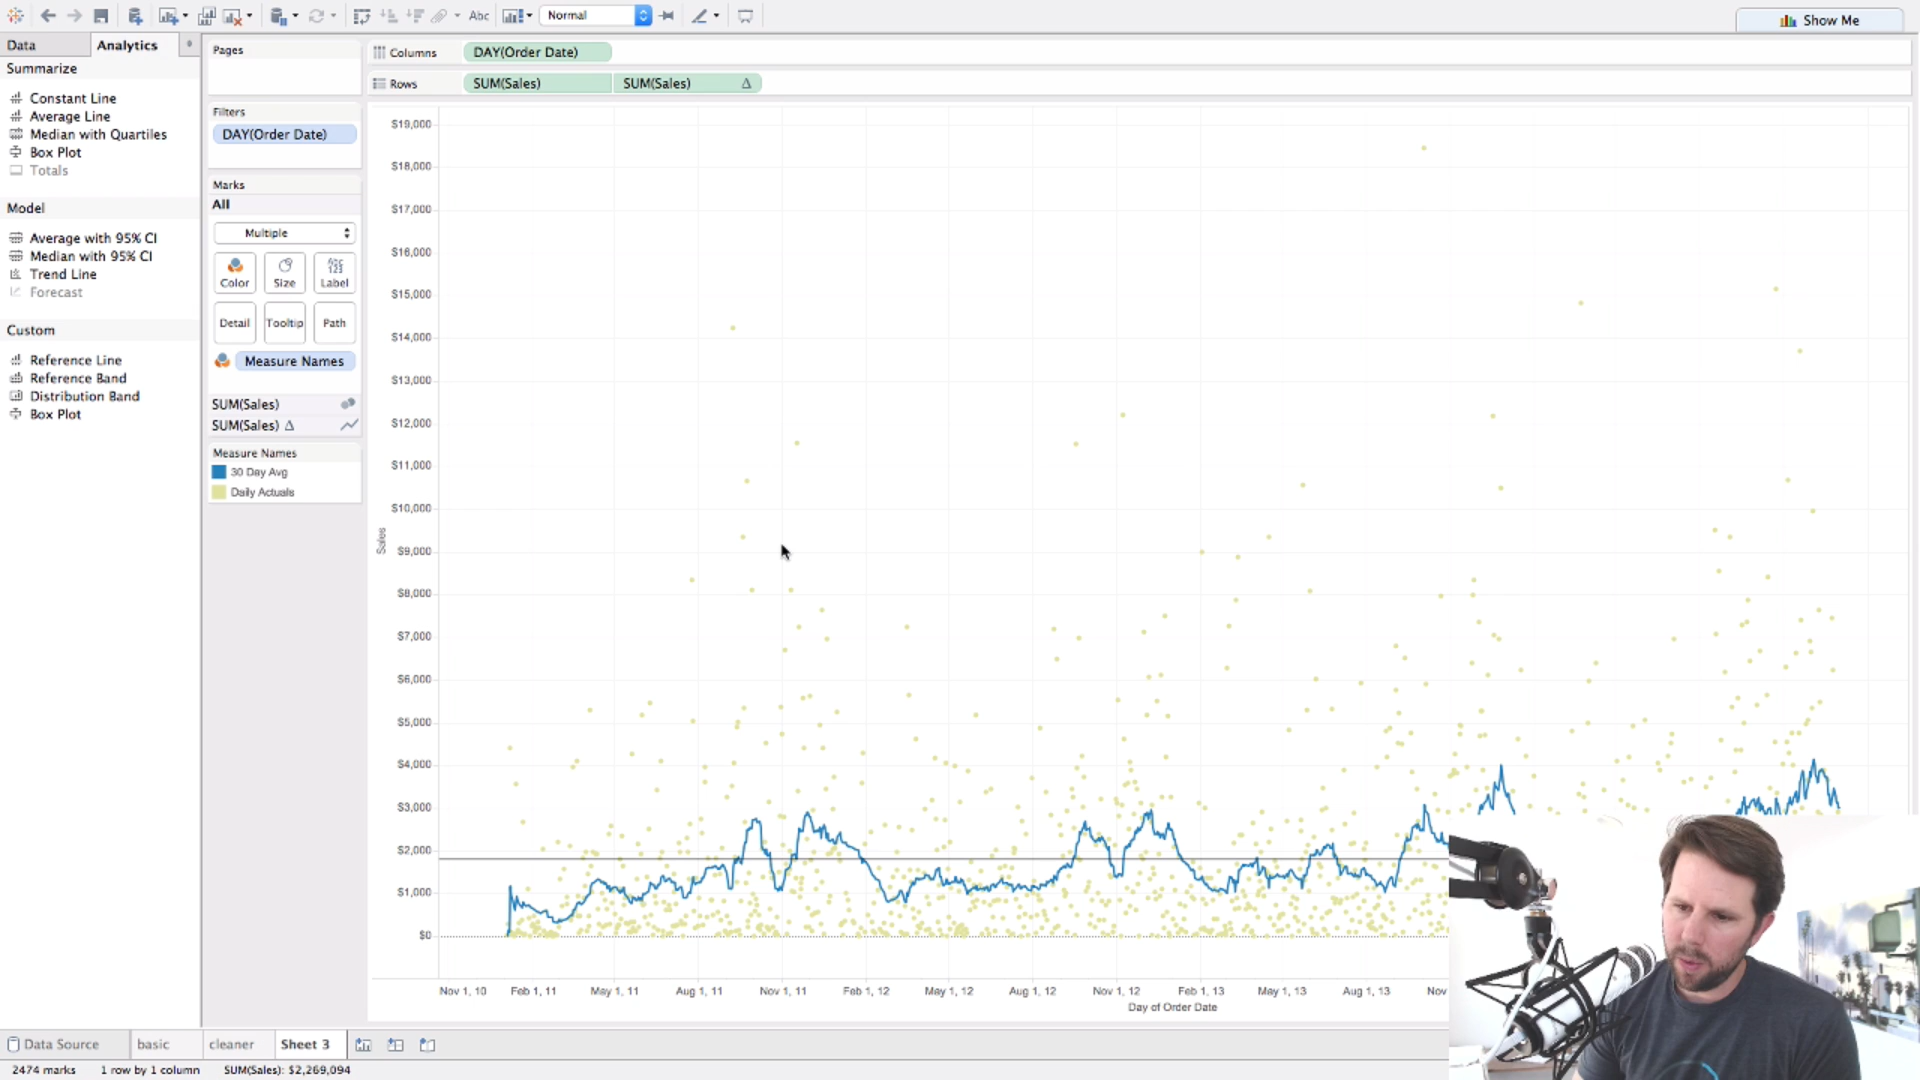 Abc
Normal
Show Me
Data
Analytics
Summarize
Constant Line
Average Line
Median with Quartiles
Box Plot
Totals
Model
Average with 95% CI
Median with 95% CI
Trend Line
Forecast
Custom
Reference Line
Reference Band
Distribution Band
Box Plot
Pages
Filters
DAY(Order Date)
Marks
All
Multiple
Color
Size
Abc
123
Label
Detail
Tooltip
Path
Measure Names
SUM(Sales)
SUM(Sales) Δ
Measure Names
30 Day Avg
Daily Actuals
Columns
DAY(Order Date)
Rows
SUM(Sales)
SUM(Sales) Δ
$19,000
$18,000
$17,000
$16,000
$15,000
$14,000
$13,000
$12,000
$11,000
$10,000
$9,000
$8,000
$7,000
$6,000
$5,000
$4,000
$3,000
$2,000
$1,000
$0
Sales
Nov 1, 10
Feb 1, 11
May 1, 11
Aug 1, 11
Nov 1, 11
Feb 1, 12
May 1, 12
Aug 1, 12
Nov 1, 12
Feb 1, 13
May 1, 13
Aug 1, 13
Nov
Day of Order Date
Data Source
basic
cleaner
Sheet 3
2474 marks
1 row by 1 column
SUM(Sales): $2,269,094